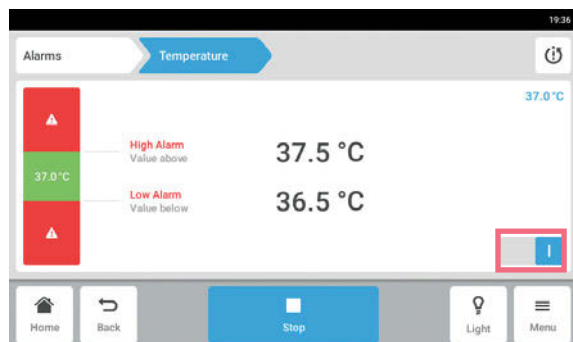 19:36
Alarms
Temperature
37.0 °C
High Alarm
Value above
37.5 °C
37.0 °C
Low Alarm
Value below
36.5 °C
I
Home
Back
Stop
Light
Menu